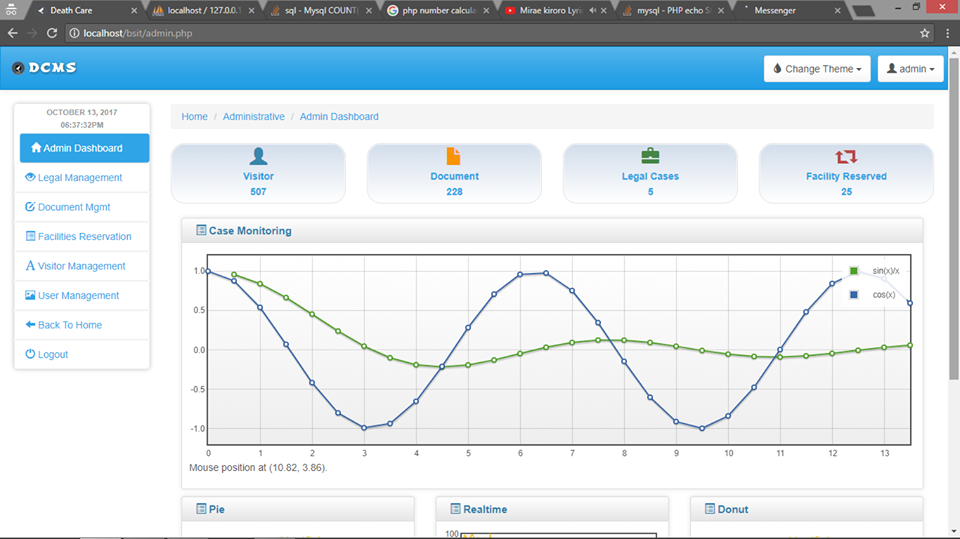 Death Care
localhost / 127.0.0.1
sql - Mysql COUNT(
php number calcula
Mirae kiroro Lyri
mysql - PHP echo S
Messenger
localhost/bsit/admin.php
DCMS
Change Theme
admin
OCTOBER 13, 2017
06:37:32PM
Admin Dashboard
Legal Management
Document Mgmt
Facilities Reservation
Visitor Management
User Management
Back To Home
Logout
Home / Administrative / Admin Dashboard
Visitor
507
Document
228
Legal Cases
5
Facility Reserved
25
Case Monitoring
sin(x)/x
cos(x)
1.0
0.5
0.0
-0.5
-1.0
0 1 2 3 4 5 6 7 8 9 10 11 12 13
Mouse position at (10.82, 3.86).
Pie
Realtime
Donut
100